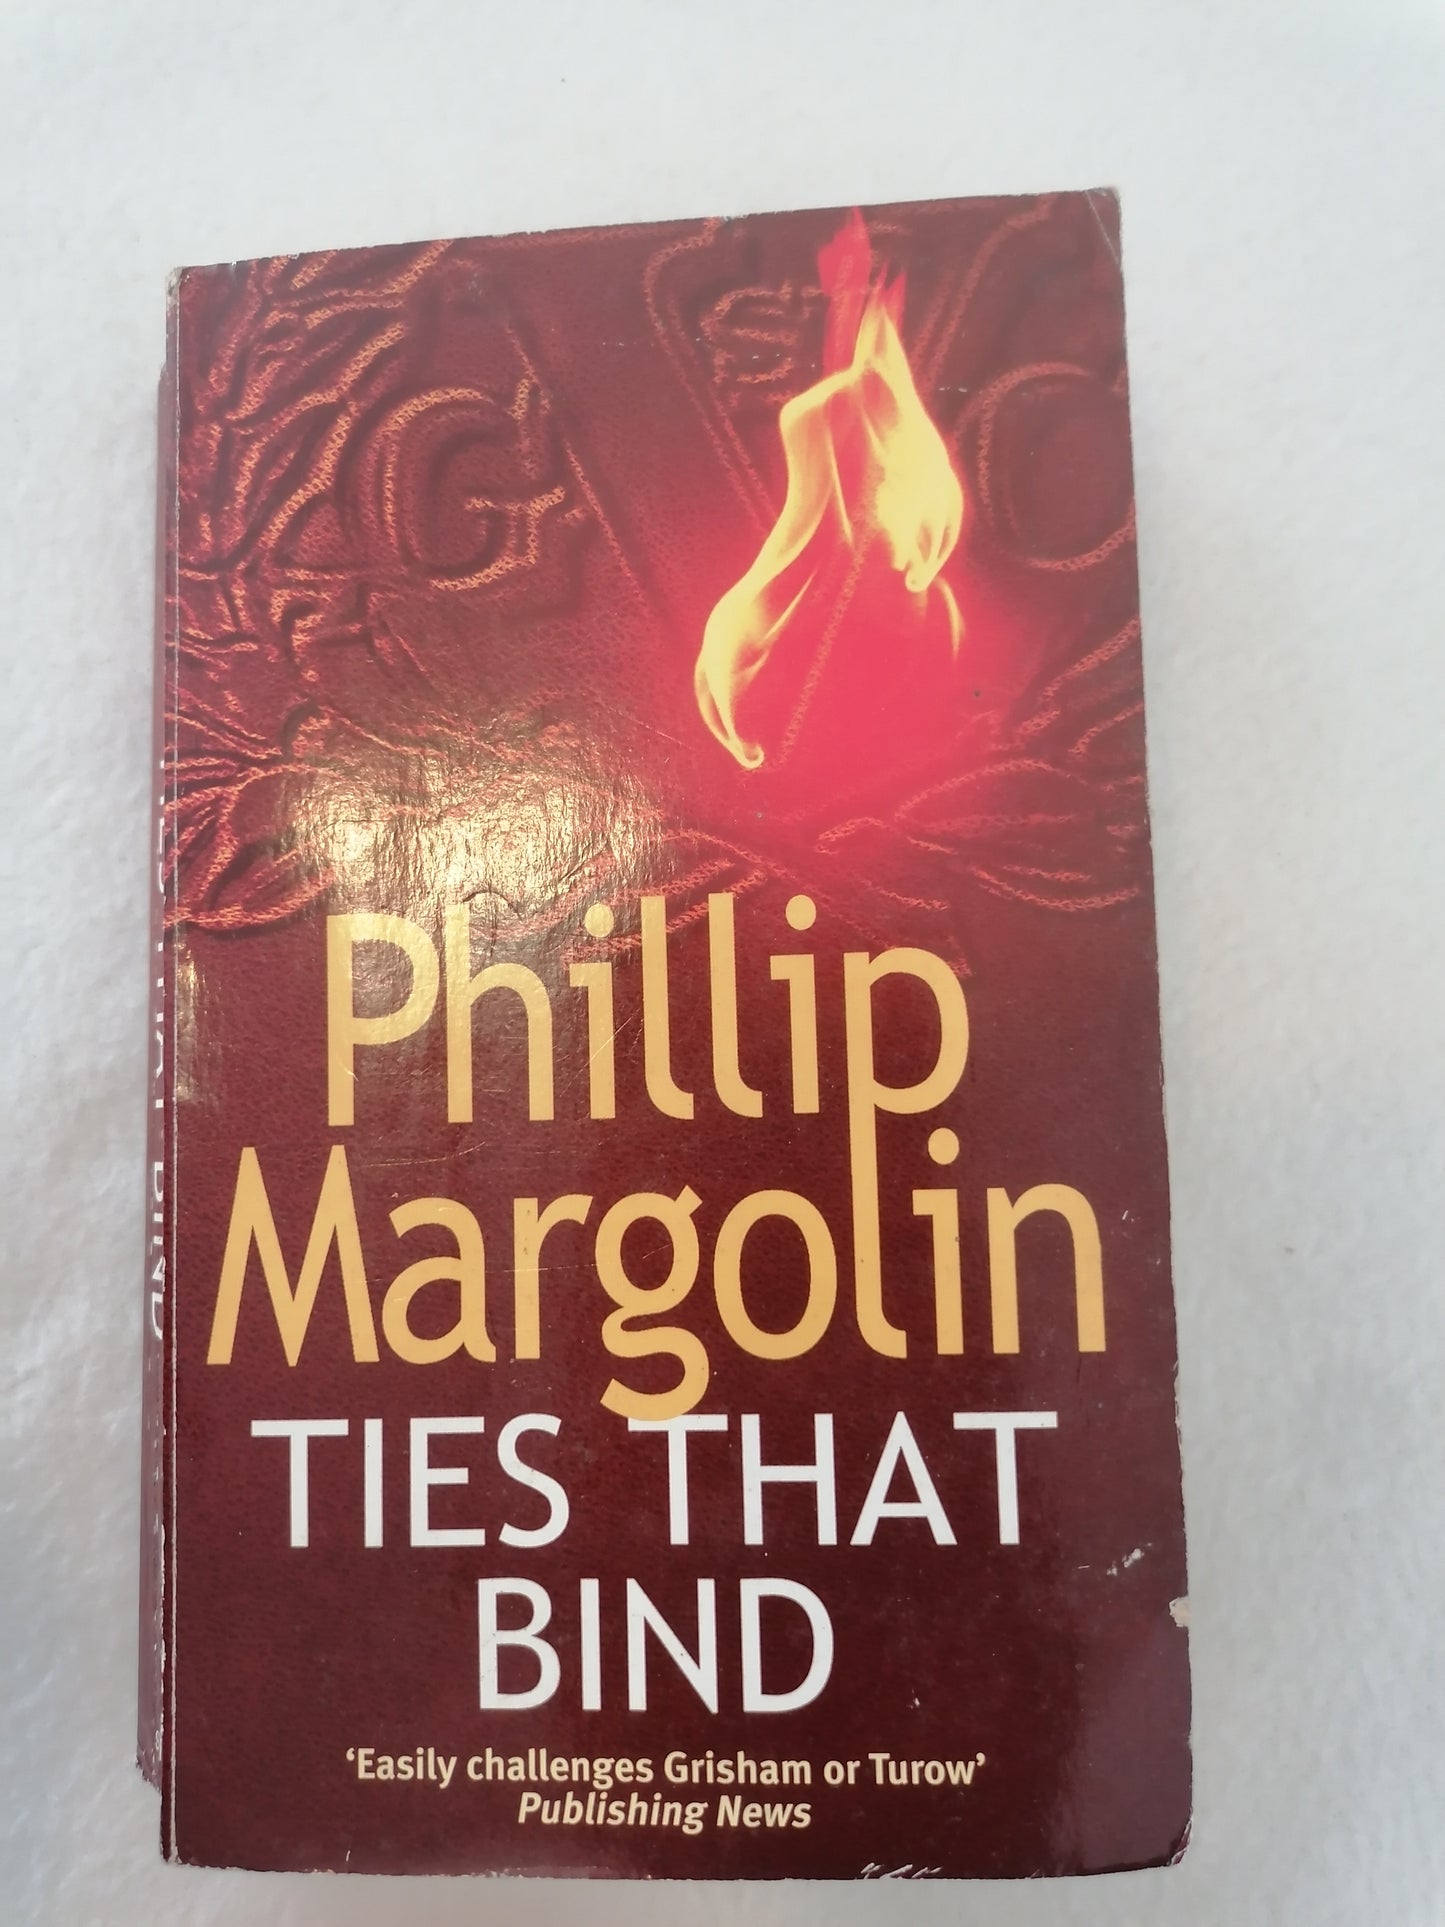 Phillip
Margolin
TIES THAT
BIND
‘Easily challenges Grisham or Turow’
Publishing News